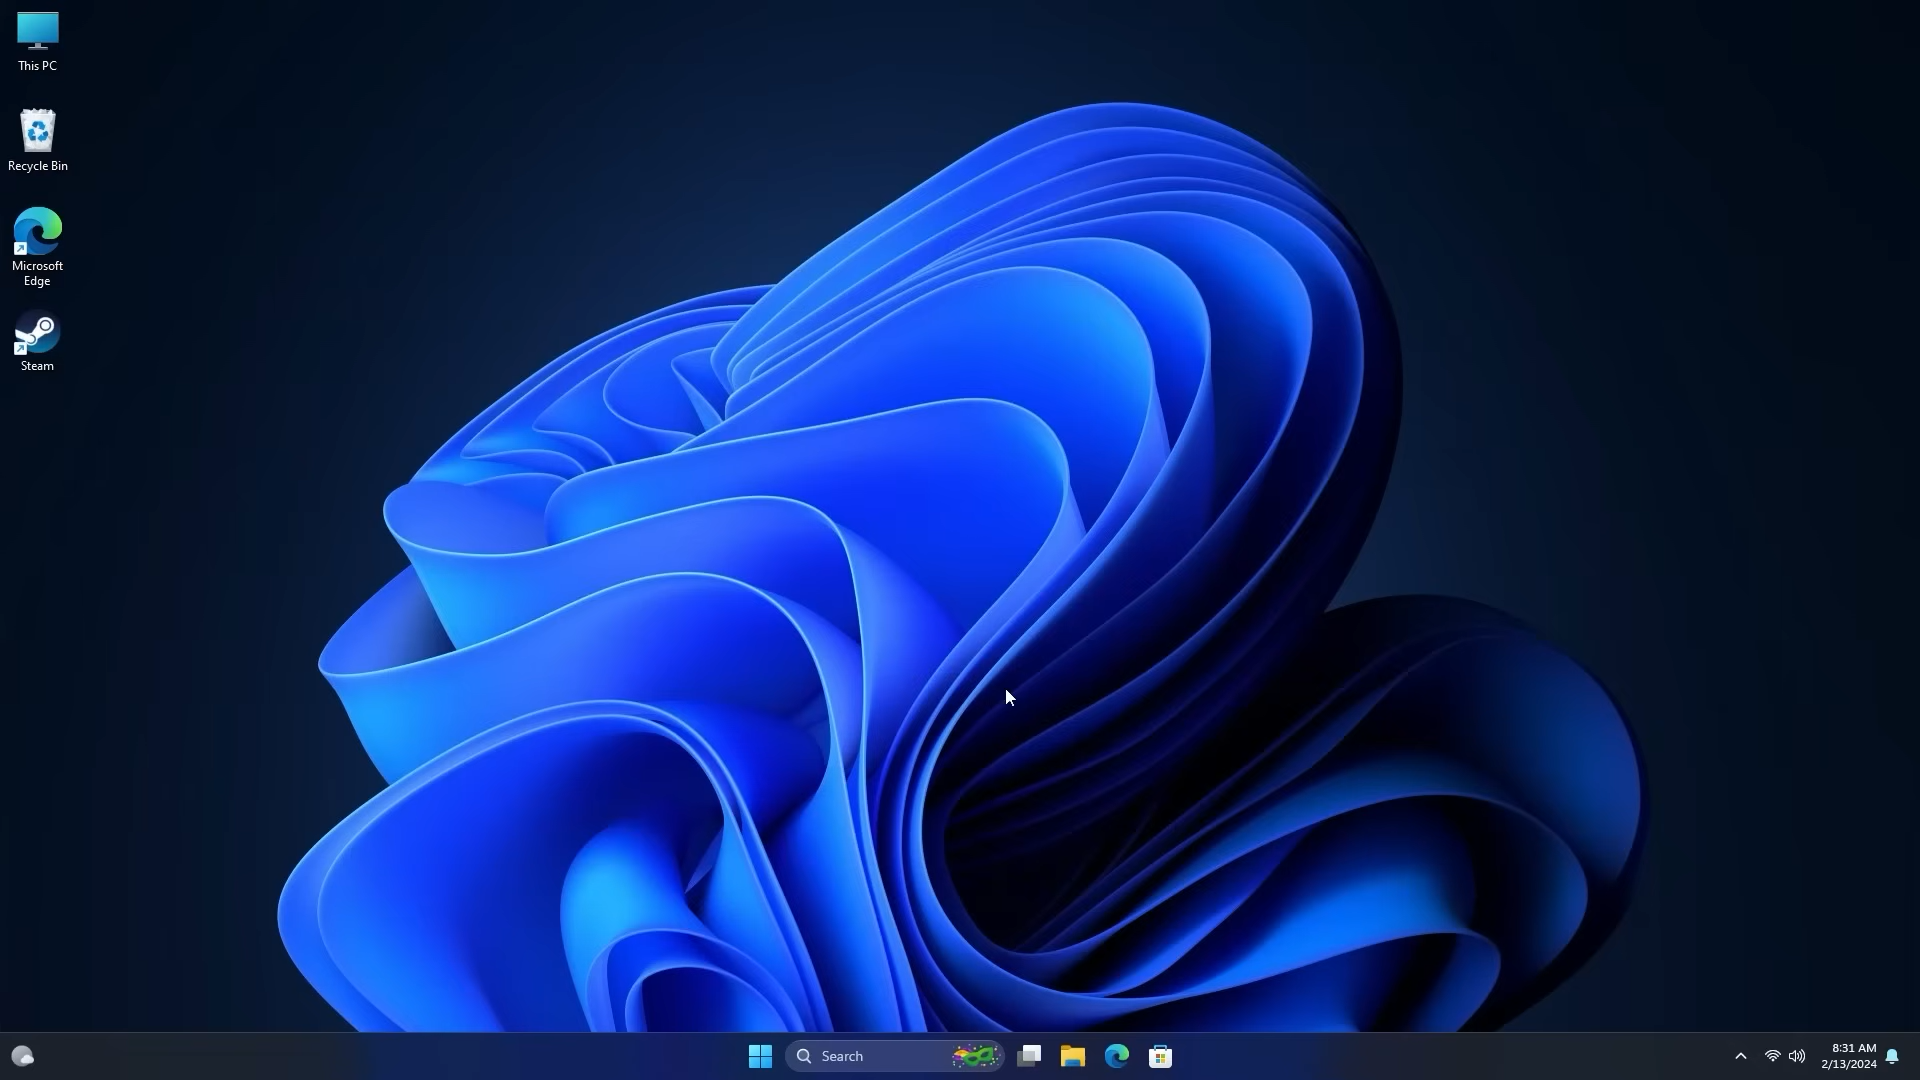 This PC
Recycle Bin
Microsoft
Edge
Steam
Search
8:31 AM
2/13/2024